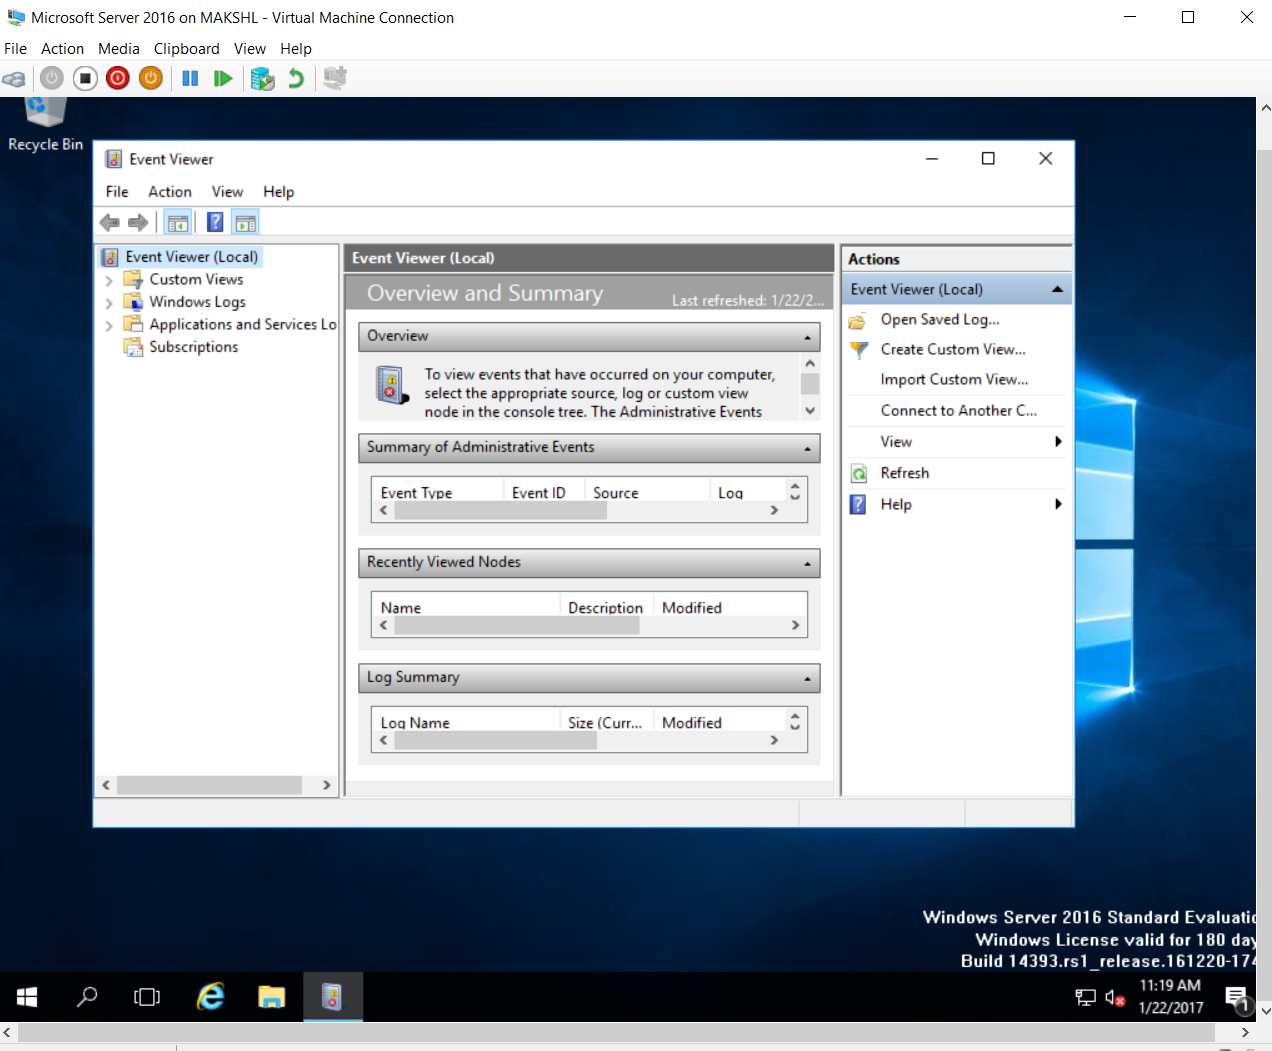 Microsoft Server 2016 on MAKSHL - Virtual Machine Connection
File Action Media Clipboard View Help
Recycle Bin
Event Viewer
File Action View Help
Event Viewer (Local)
Custom Views
Windows Logs
Applications and Services Lo
Subscriptions
Event Viewer (Local)
Overview and Summary
Last refreshed: 1/22/2...
Overview
To view events that have occurred on your computer,
select the appropriate source, log or custom view
node in the console tree. The Administrative Events
Summary of Administrative Events
Event Type Event ID Source Log
Recently Viewed Nodes
Name Description Modified
Log Summary
Log Name Size (Curr... Modified
Actions
Event Viewer (Local)
Open Saved Log...
Create Custom View...
Import Custom View...
Connect to Another C...
View
Refresh
Help
Windows Server 2016 Standard Evaluatio
Windows License valid for 180 day
Build 14393.rs1_release.161220-174
11:19 AM
1/22/2017
1